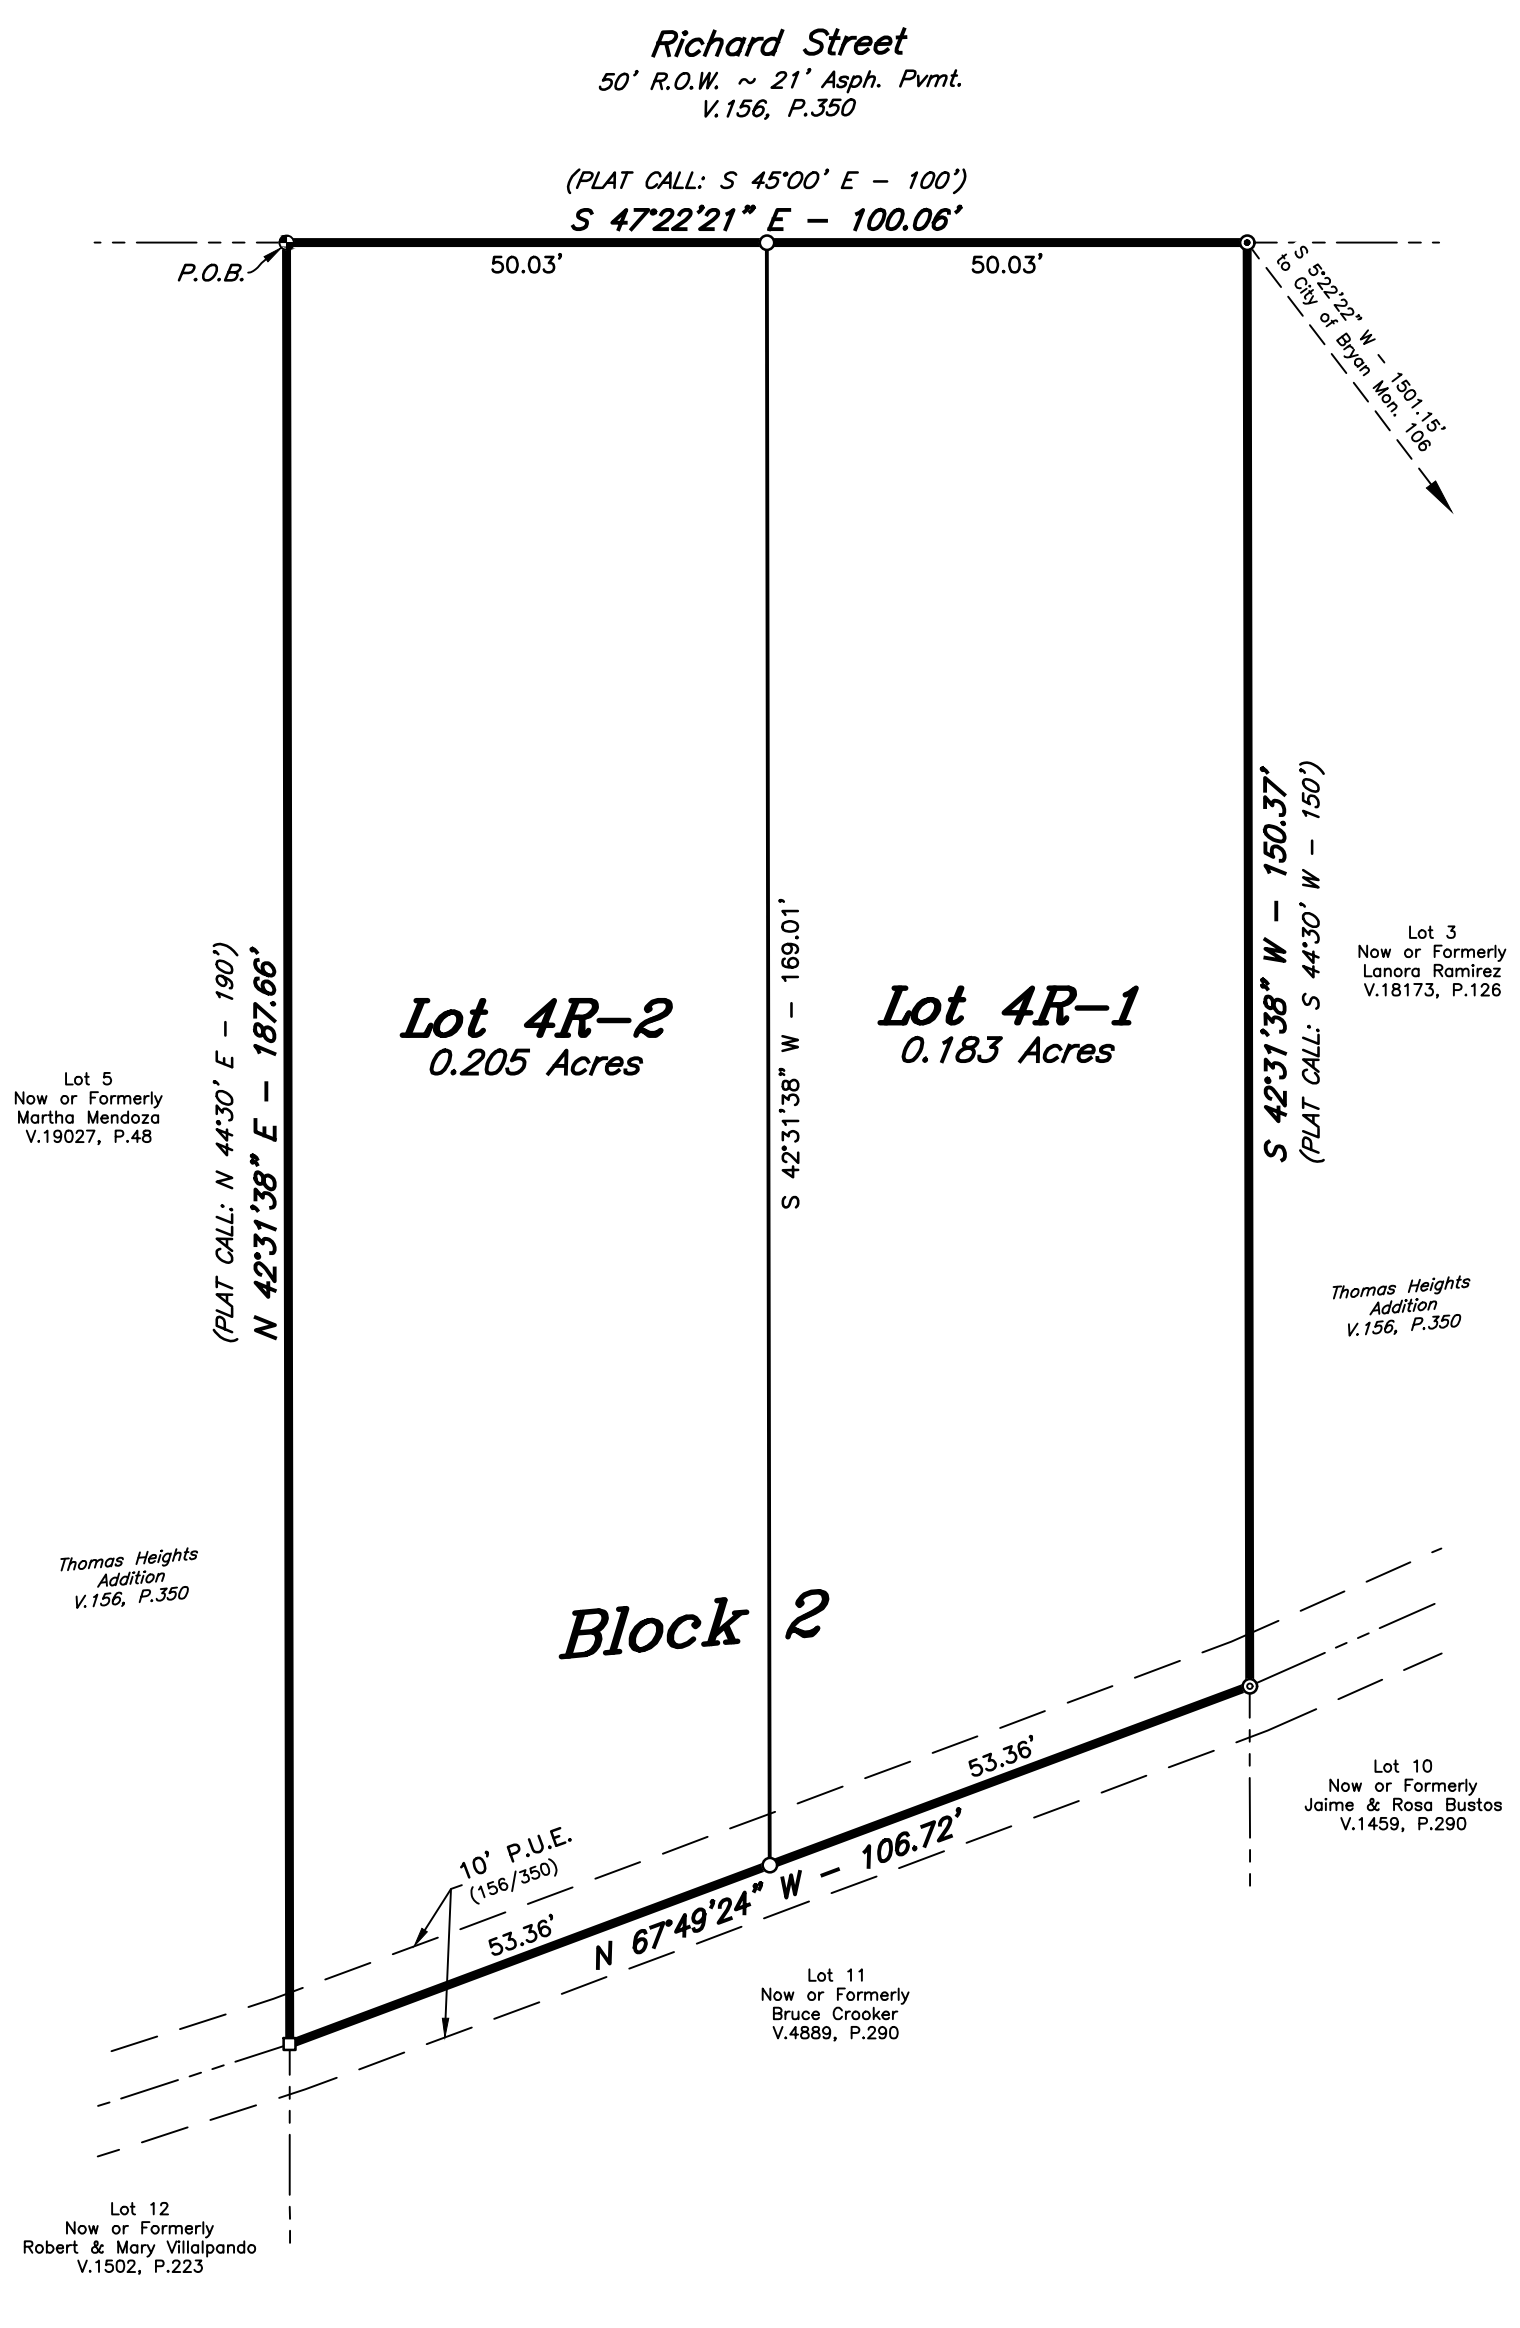 Richard Street
50' R.O.W. ~ 21' Asph. Pvmt.
V.156, P.350
(PLAT CALL: S 45°00' E - 100')
S 47°22'21" E - 100.06'
P.O.B.
50.03'
50.03'
S 5°22'22" W - 1501.15'
to City of Bryan Mon. 106
S 42°31'38" W - 150.37'
(PLAT CALL: S 44°30' W - 150')
Lot 3
Now or Formerly
Lanora Ramirez
V.18173, P.126
S 42°31'38" W - 169.01'
(PLAT CALL: N 44°30' E - 190')
N 42°31'38" E - 187.66'
Lot 4R-2
0.205 Acres
Lot 4R-1
0.183 Acres
Lot 5
Now or Formerly
Martha Mendoza
V.19027, P.48
Thomas Heights
Addition
V.156, P.350
Thomas Heights
Addition
V.156, P.350
Block 2
53.36'
Lot 10
Now or Formerly
Jaime & Rosa Bustos
V.1459, P.290
10' P.U.E.
(156/350)
53.36'
N 67°49'24" W - 106.72'
Lot 11
Now or Formerly
Bruce Crooker
V.4889, P.290
Lot 12
Now or Formerly
Robert & Mary Villalpando
V.1502, P.223